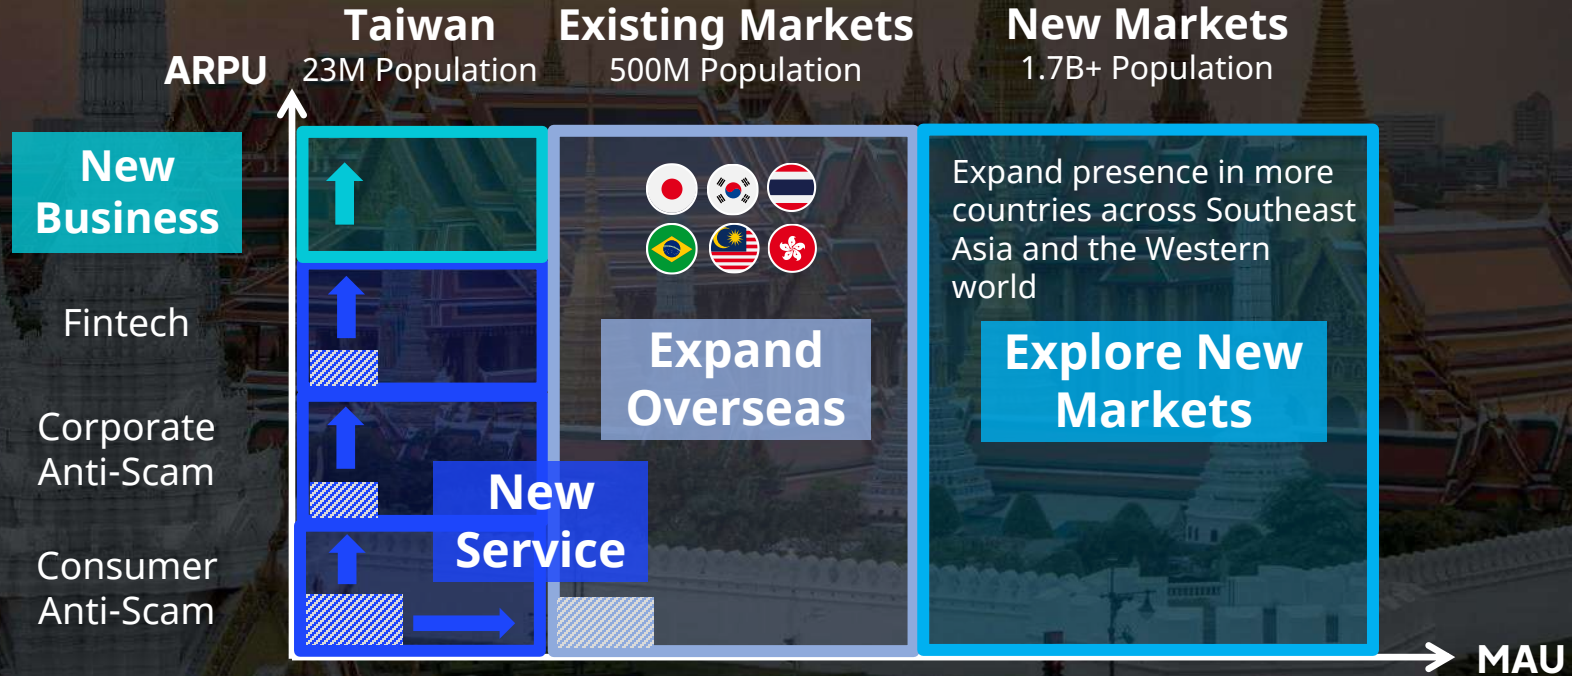 Taiwan
23M Population
Existing Markets
500M Population
New Markets
1.7B+ Population
ARPU
New
Business
Fintech
Corporate
Anti-Scam
Consumer
Anti-Scam
New
Service
Expand
Overseas
Expand presence in more
countries across Southeast
Asia and the Western
world
Explore New
Markets
MAU